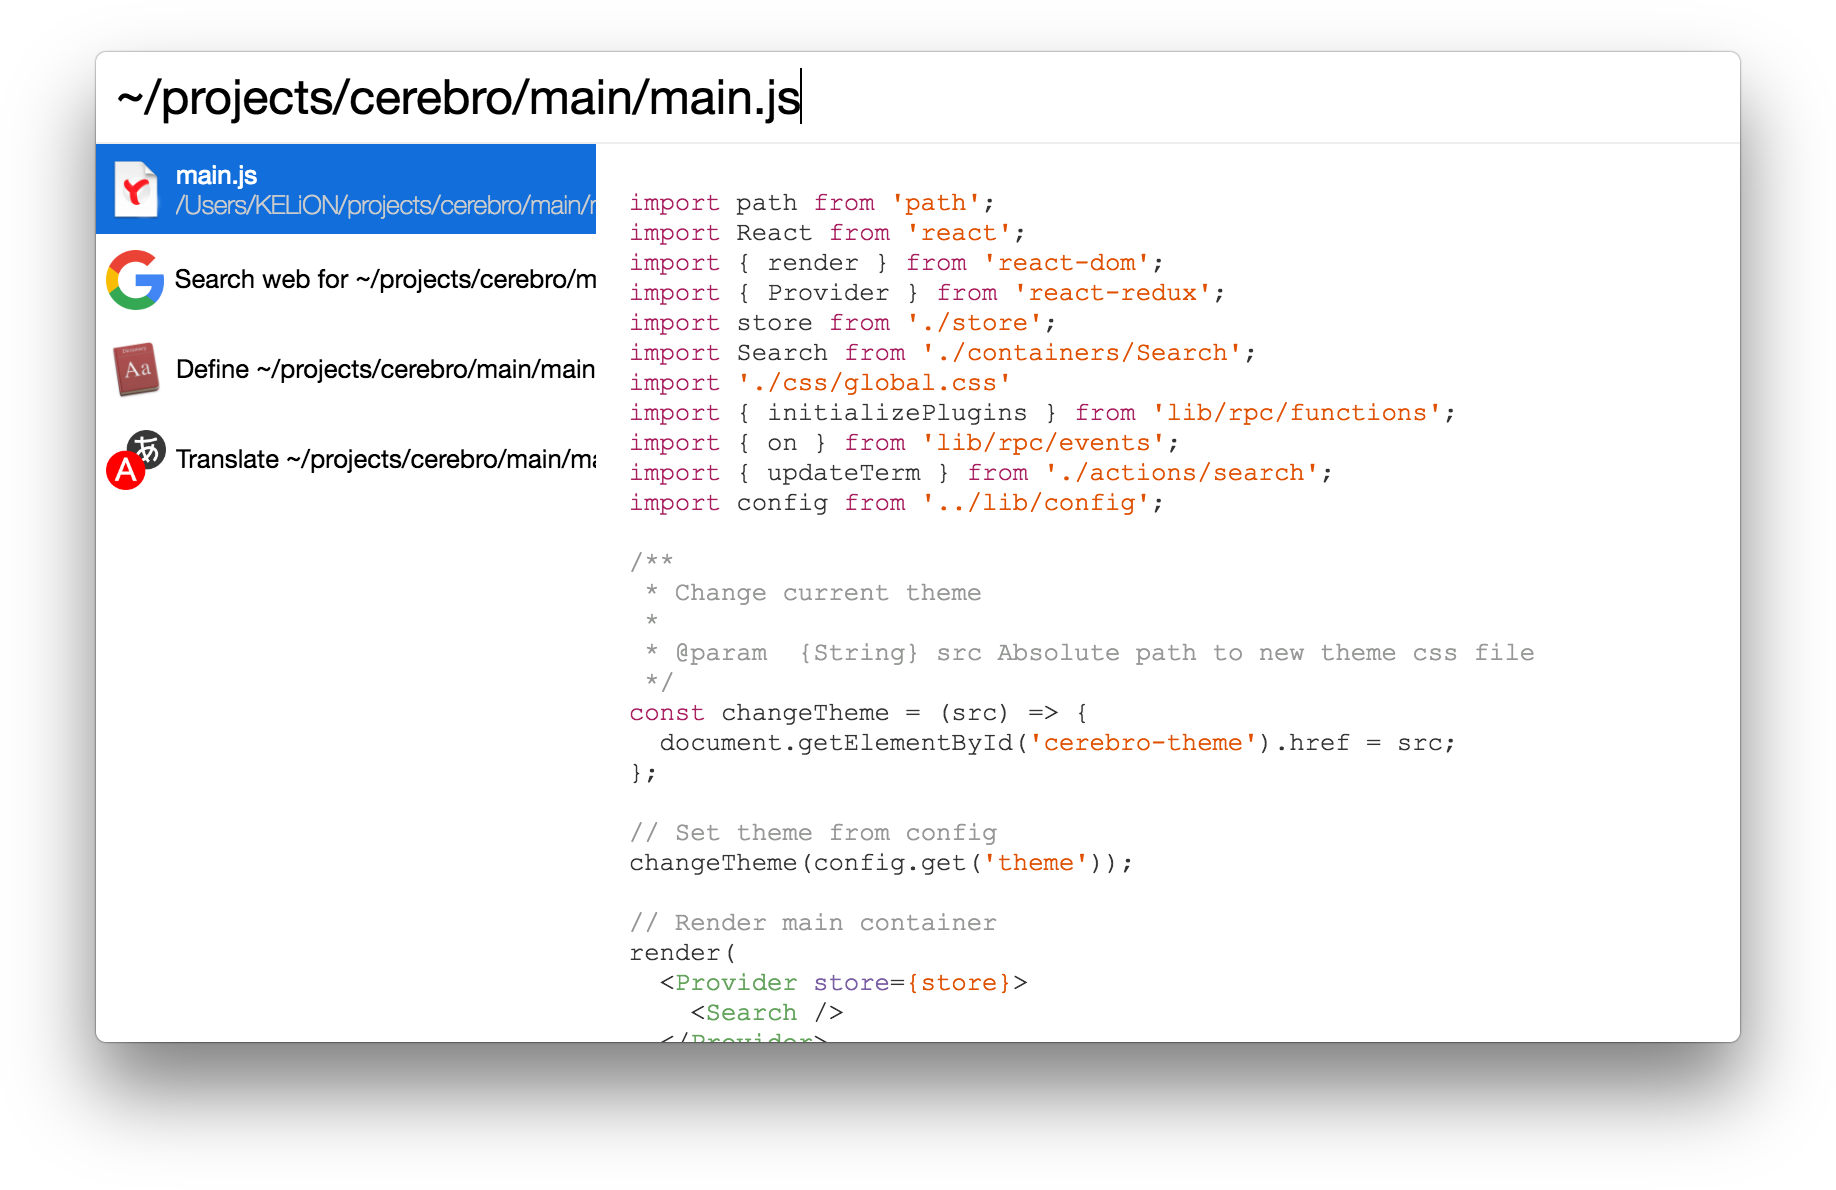 ~/projects/cerebro/main/main.js
main.js
/Users/KELiON/projects/cerebro/main/
Search web for ~/projects/cerebro/m
Dictionary
Aa
Define ~/projects/cerebro/main/main
あ
A
Translate ~/projects/cerebro/main/ma
import path from 'path';
import React from 'react';
import { render } from 'react-dom';
import { Provider } from 'react-redux';
import store from './store';
import Search from './containers/Search';
import './css/global.css'
import { initializePlugins } from 'lib/rpc/functions';
import { on } from 'lib/rpc/events';
import { updateTerm } from './actions/search';
import config from '../lib/config';
/**
 * Change current theme
 *
 * @param  {String} src Absolute path to new theme css file
 */
const changeTheme = (src) => {
  document.getElementById('cerebro-theme').href = src;
};
// Set theme from config
changeTheme(config.get('theme'));
// Render main container
render(
  <Provider store={store}>
    <Search />
  </Provider>